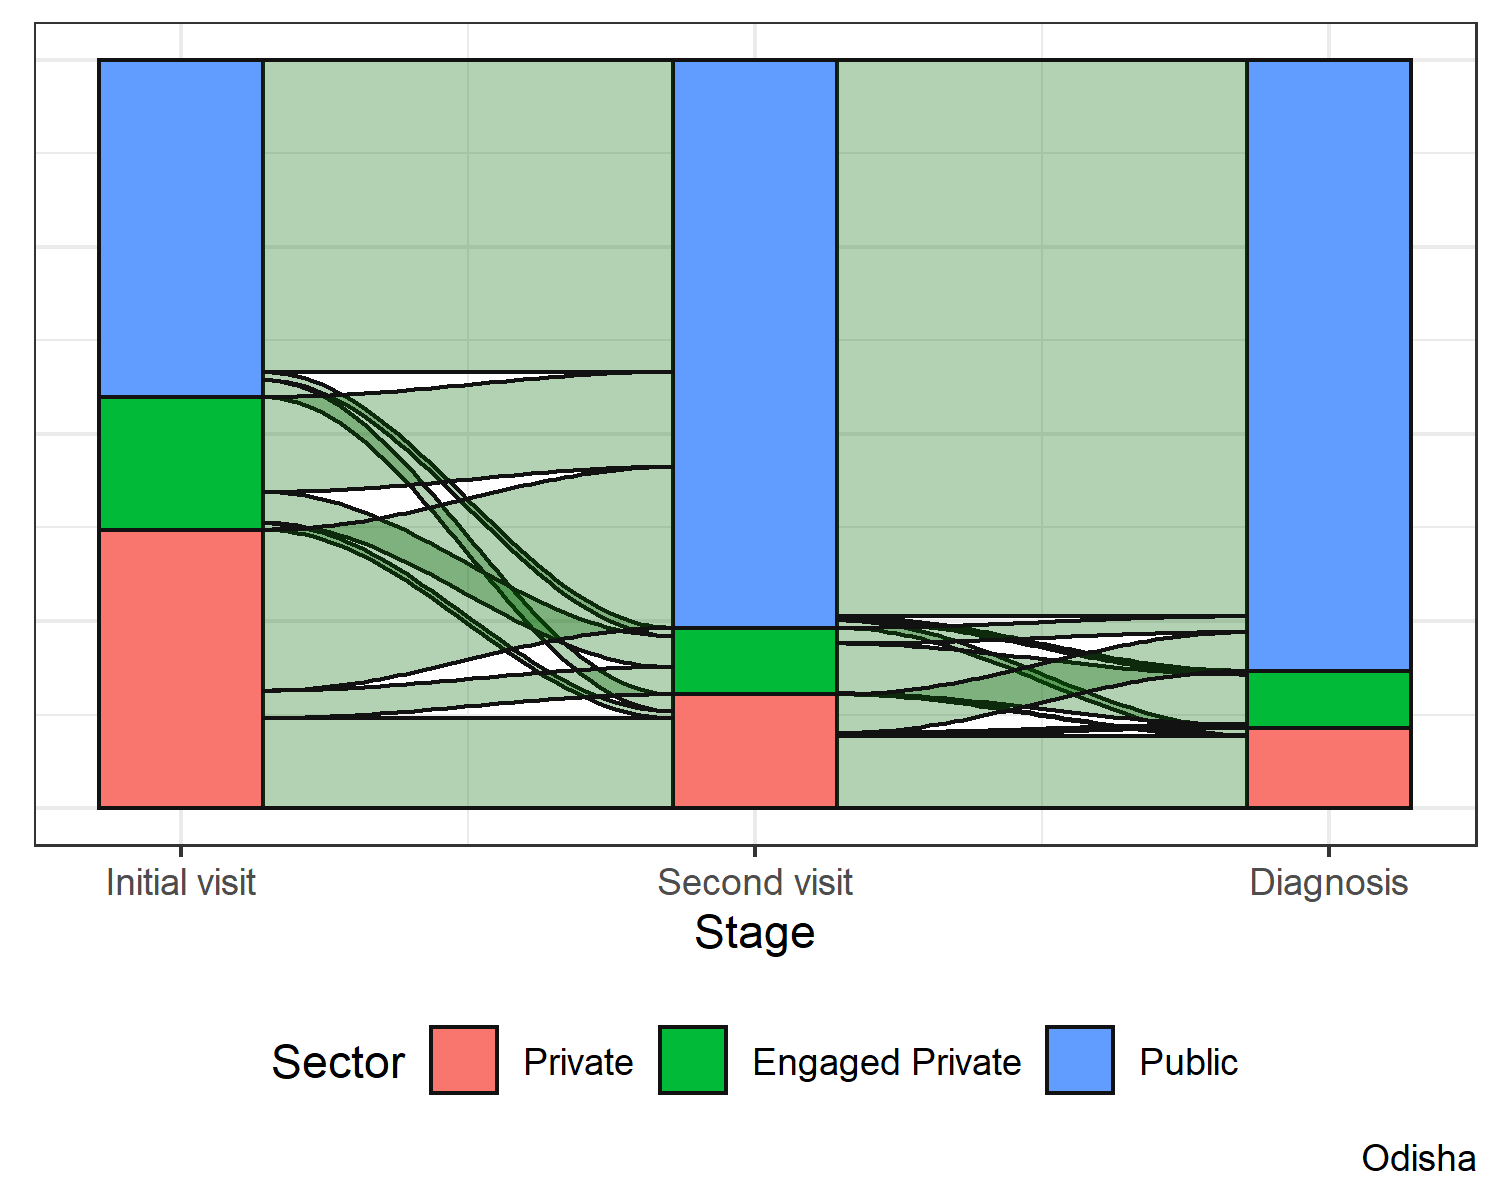 Initial visit Second visit Diagnosis
Stage
Sector Private Engaged Private Public
Odisha